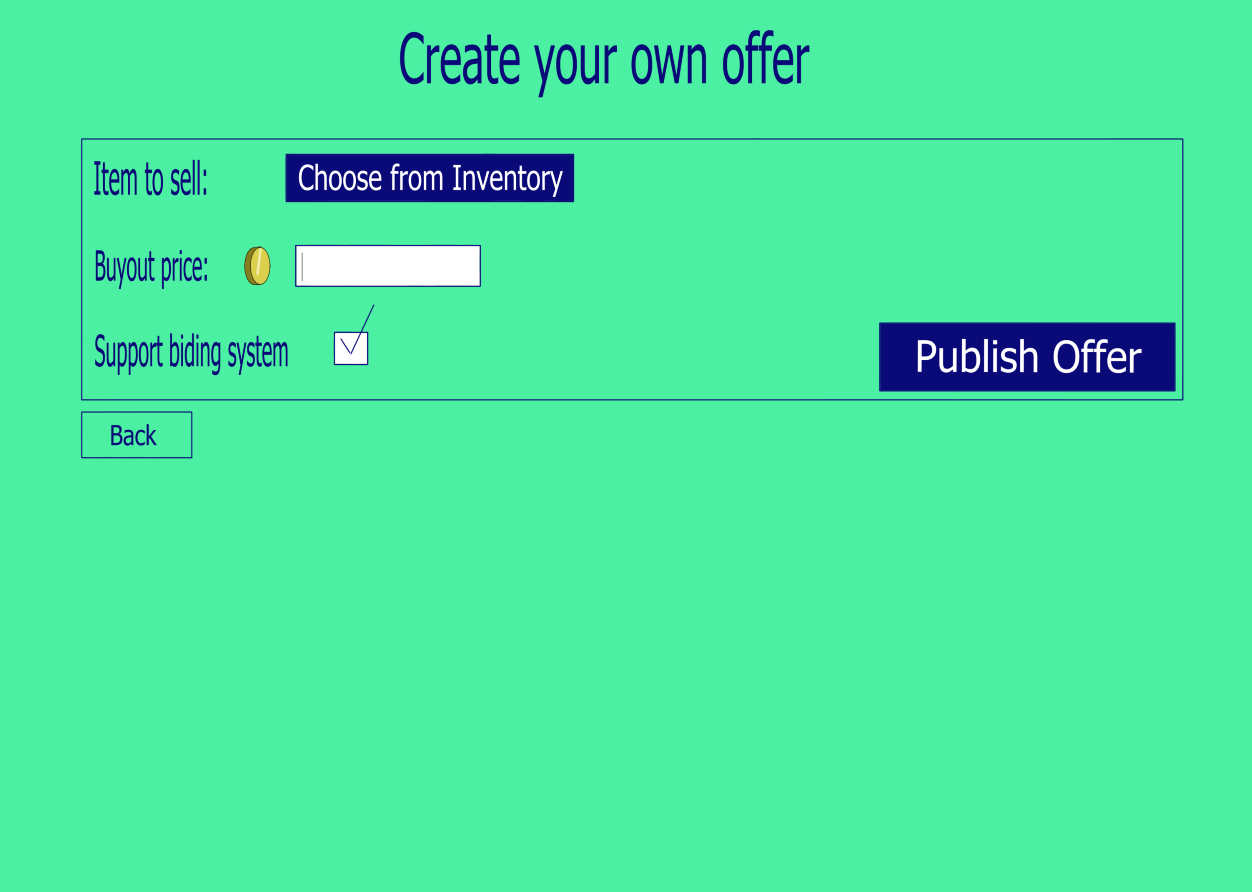 Create your own offer
Item to sell: Choose from Inventory
Buyout price:
Support biding system
Publish Offer
Back